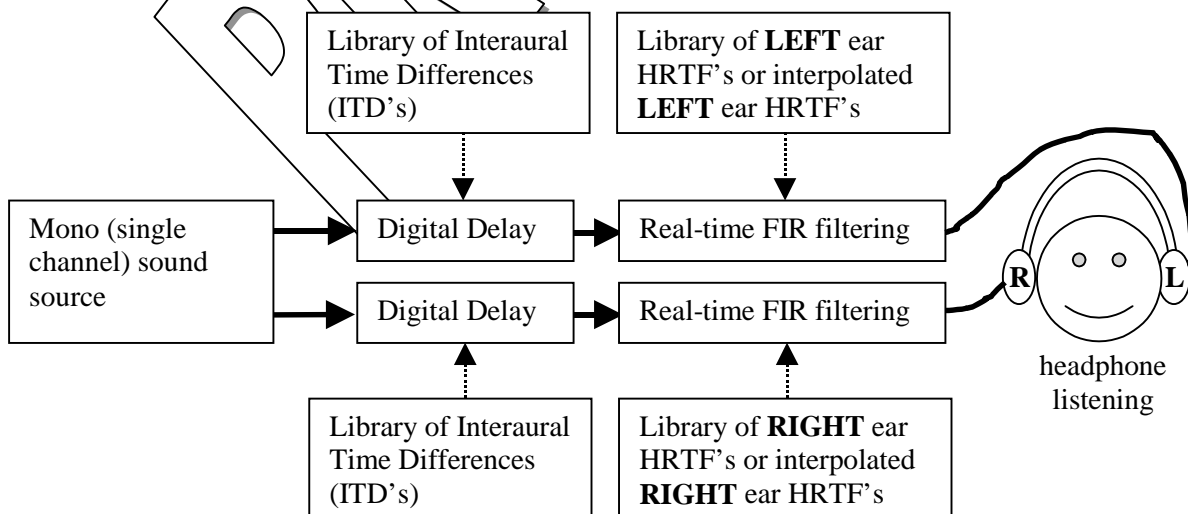 Library of Interaural
Time Differences
(ITD's)
Library of LEFT ear
HRTF's or interpolated
LEFT ear HRTF's
Mono (single
channel) sound
source
Digital Delay
Real-time FIR filtering
Digital Delay
Real-time FIR filtering
R
L
headphone
listening
Library of Interaural
Time Differences
(ITD's)
Library of RIGHT ear
HRTF's or interpolated
RIGHT ear HRTF's